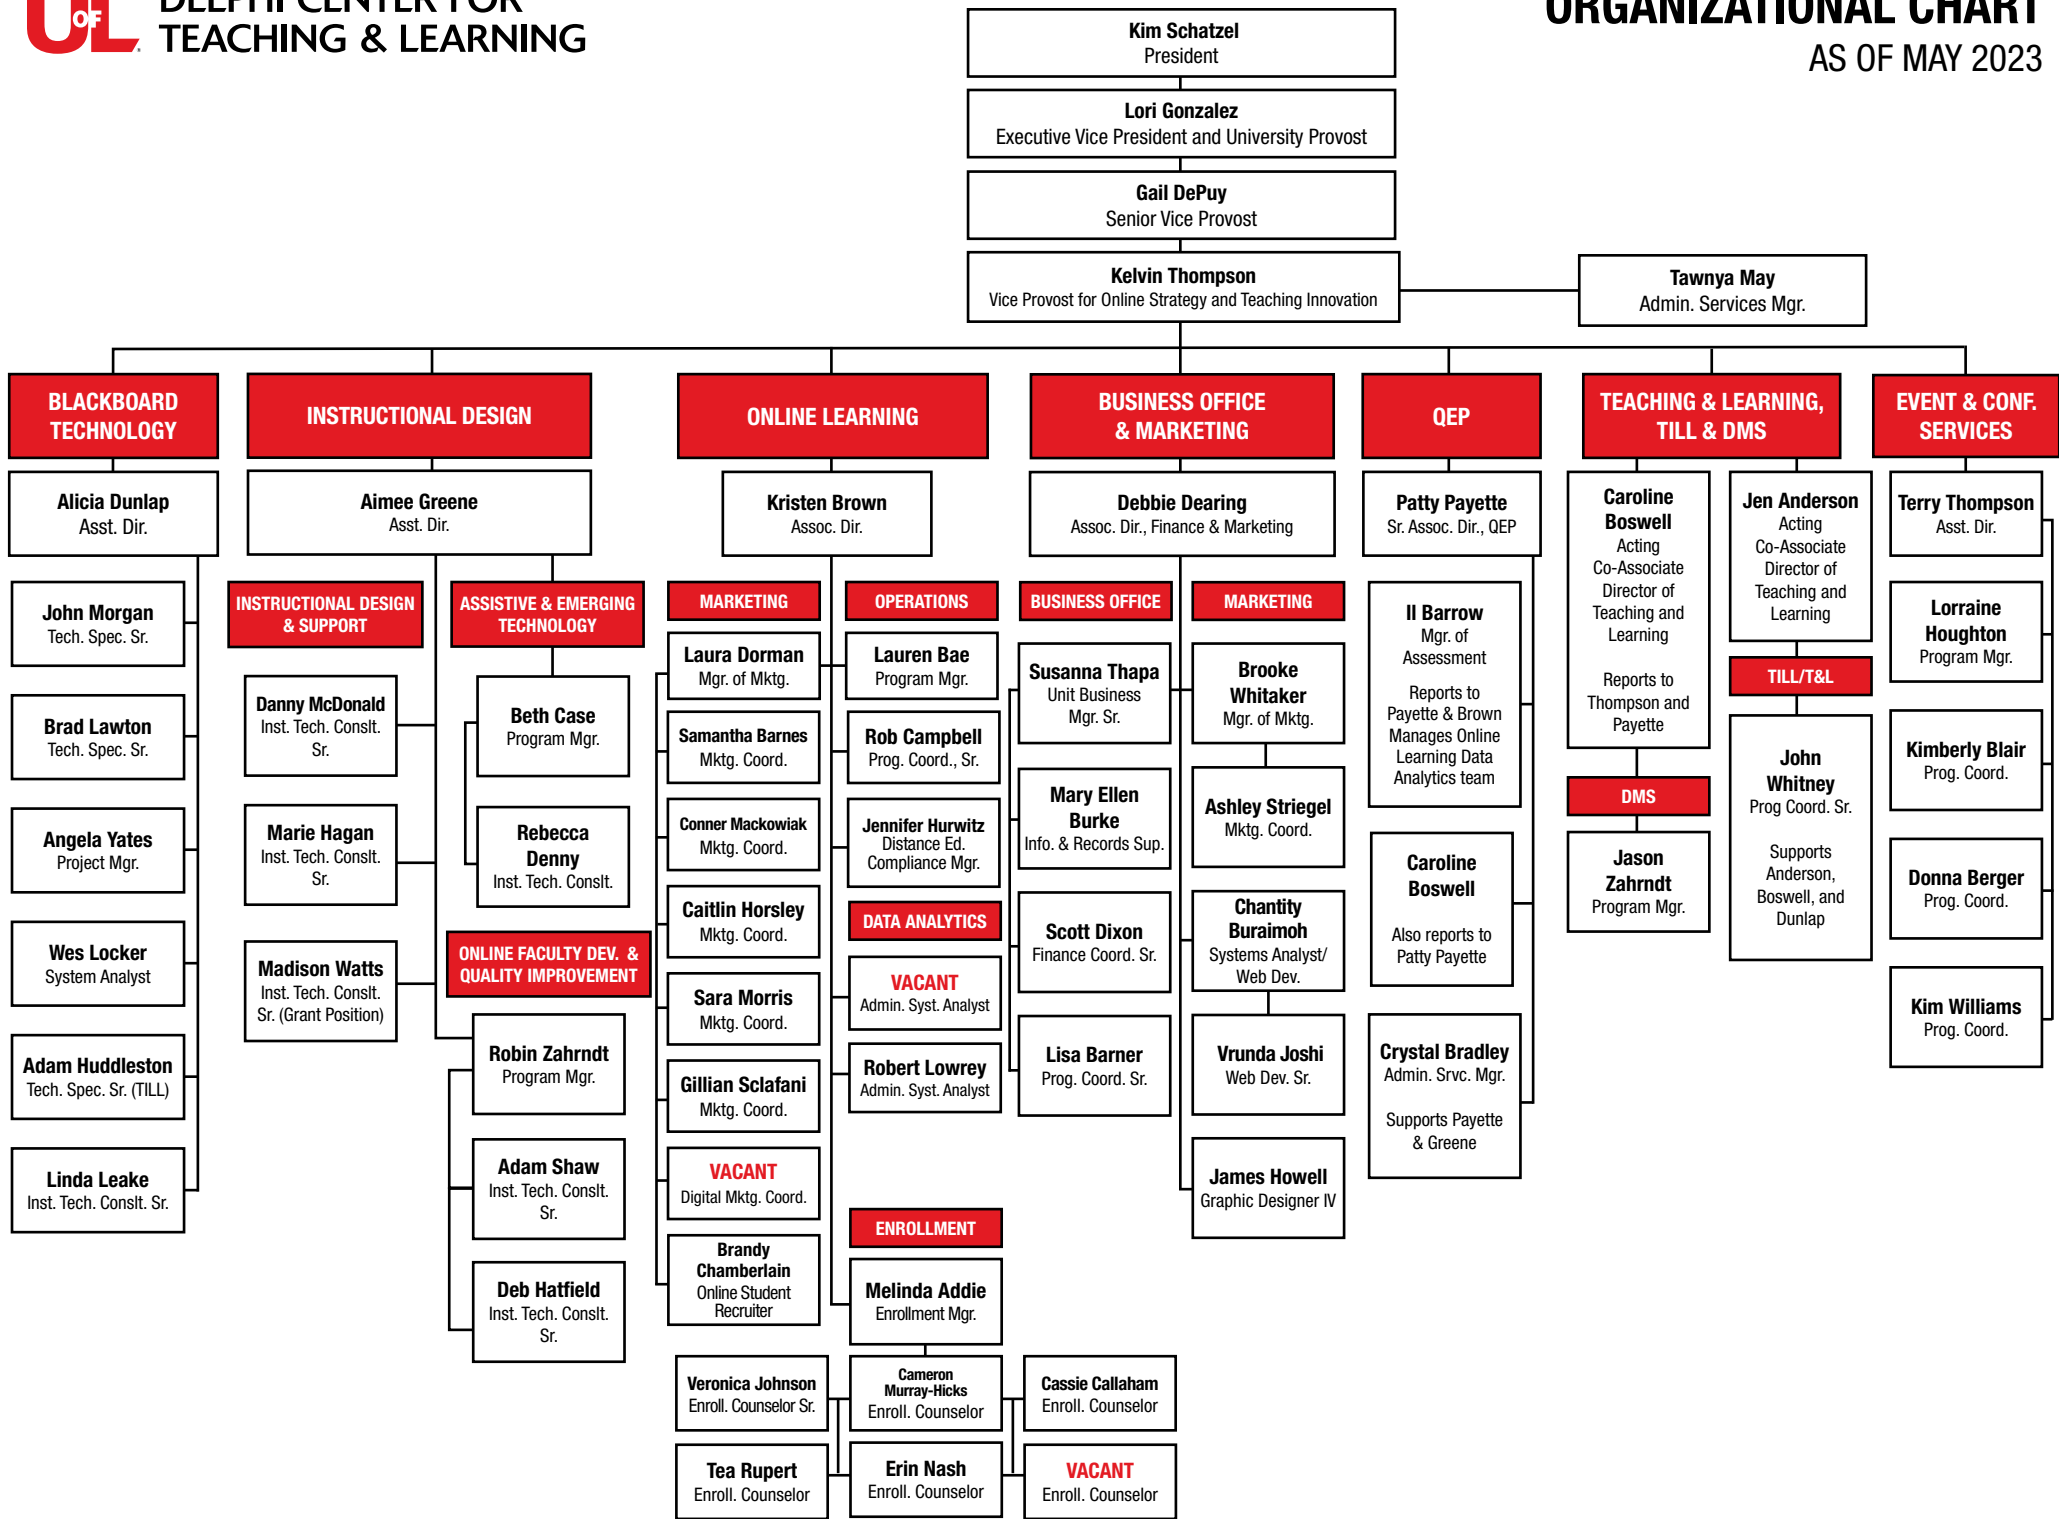 UofL
DELPHI CENTER FOR
TEACHING & LEARNING
ORGANIZATIONAL CHART
AS OF MAY 2023
Kim Schatzel
President
Lori Gonzalez
Executive Vice President and University Provost
Gail DePuy
Senior Vice Provost
Kelvin Thompson
Vice Provost for Online Strategy and Teaching Innovation
Tawnya May
Admin. Services Mgr.
BLACKBOARD
TECHNOLOGY
Alicia Dunlap
Asst. Dir.
John Morgan
Tech. Spec. Sr.
Brad Lawton
Tech. Spec. Sr.
Angela Yates
Project Mgr.
Wes Locker
System Analyst
Adam Huddleston
Tech. Spec. Sr. (TILL)
Linda Leake
Inst. Tech. Conslt. Sr.
INSTRUCTIONAL DESIGN
Aimee Greene
Asst. Dir.
INSTRUCTIONAL DESIGN
& SUPPORT
Danny McDonald
Inst. Tech. Conslt.
Sr.
Marie Hagan
Inst. Tech. Conslt.
Sr.
Madison Watts
Inst. Tech. Conslt.
Sr. (Grant Position)
ASSISTIVE & EMERGING
TECHNOLOGY
Beth Case
Program Mgr.
Rebecca
Denny
Inst. Tech. Conslt.
ONLINE FACULTY DEV. &
QUALITY IMPROVEMENT
Robin Zahrndt
Program Mgr.
Adam Shaw
Inst. Tech. Conslt.
Sr.
Deb Hatfield
Inst. Tech. Conslt.
Sr.
ONLINE LEARNING
Kristen Brown
Assoc. Dir.
MARKETING
Laura Dorman
Mgr. of Mktg.
Samantha Barnes
Mktg. Coord.
Conner Mackowiak
Mktg. Coord.
Caitlin Horsley
Mktg. Coord.
Sara Morris
Mktg. Coord.
Gillian Sclafani
Mktg. Coord.
VACANT
Digital Mktg. Coord.
Brandy
Chamberlain
Online Student
Recruiter
OPERATIONS
Lauren Bae
Program Mgr.
Rob Campbell
Prog. Coord., Sr.
Jennifer Hurwitz
Distance Ed.
Compliance Mgr.
DATA ANALYTICS
VACANT
Admin. Syst. Analyst
Robert Lowrey
Admin. Syst. Analyst
ENROLLMENT
Melinda Addie
Enrollment Mgr.
Veronica Johnson
Enroll. Counselor Sr.
Cameron
Murray-Hicks
Enroll. Counselor
Cassie Callaham
Enroll. Counselor
Tea Rupert
Enroll. Counselor
Erin Nash
Enroll. Counselor
VACANT
Enroll. Counselor
BUSINESS OFFICE
& MARKETING
Debbie Dearing
Assoc. Dir., Finance & Marketing
BUSINESS OFFICE
Susanna Thapa
Unit Business
Mgr. Sr.
Mary Ellen
Burke
Info. & Records Sup.
Scott Dixon
Finance Coord. Sr.
Lisa Barner
Prog. Coord. Sr.
MARKETING
Brooke
Whitaker
Mgr. of Mktg.
Ashley Striegel
Mktg. Coord.
Chantity
Buraimoh
Systems Analyst/
Web Dev.
Vrunda Joshi
Web Dev. Sr.
James Howell
Graphic Designer IV
QEP
Patty Payette
Sr. Assoc. Dir., QEP
Il Barrow
Mgr. of
Assessment
Reports to
Payette & Brown
Manages Online
Learning Data
Analytics team
Caroline
Boswell
Also reports to
Patty Payette
Crystal Bradley
Admin. Srvc. Mgr.
Supports Payette
& Greene
TEACHING & LEARNING,
TILL & DMS
Caroline
Boswell
Acting
Co-Associate
Director of
Teaching and
Learning
Reports to
Thompson and
Payette
DMS
Jason
Zahrndt
Program Mgr.
Jen Anderson
Acting
Co-Associate
Director of
Teaching and
Learning
TILL/T&L
John
Whitney
Prog Coord. Sr.
Supports
Anderson,
Boswell, and
Dunlap
EVENT & CONF.
SERVICES
Terry Thompson
Asst. Dir.
Lorraine
Houghton
Program Mgr.
Kimberly Blair
Prog. Coord.
Donna Berger
Prog. Coord.
Kim Williams
Prog. Coord.